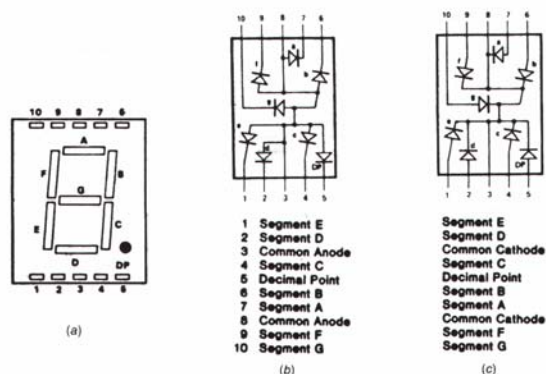 10 9 8 7 6
A
F
B
G
E
C
D
DP
1 2 3 4 5
(a)
10 9 8 7 6
a
f
b
g
e
c
d
DP
1 2 3 4 5
1 Segment E
2 Segment D
3 Common Anode
4 Segment C
5 Decimal Point
6 Segment B
7 Segment A
8 Common Anode
9 Segment F
10 Segment G
(b)
10 9 8 7 6
a
f
b
g
e
d
c
DP
1 2 3 4 5
Segment E
Segment D
Common Cathode
Segment C
Decimal Point
Segment B
Segment A
Common Cathode
Segment F
Segment G
(c)